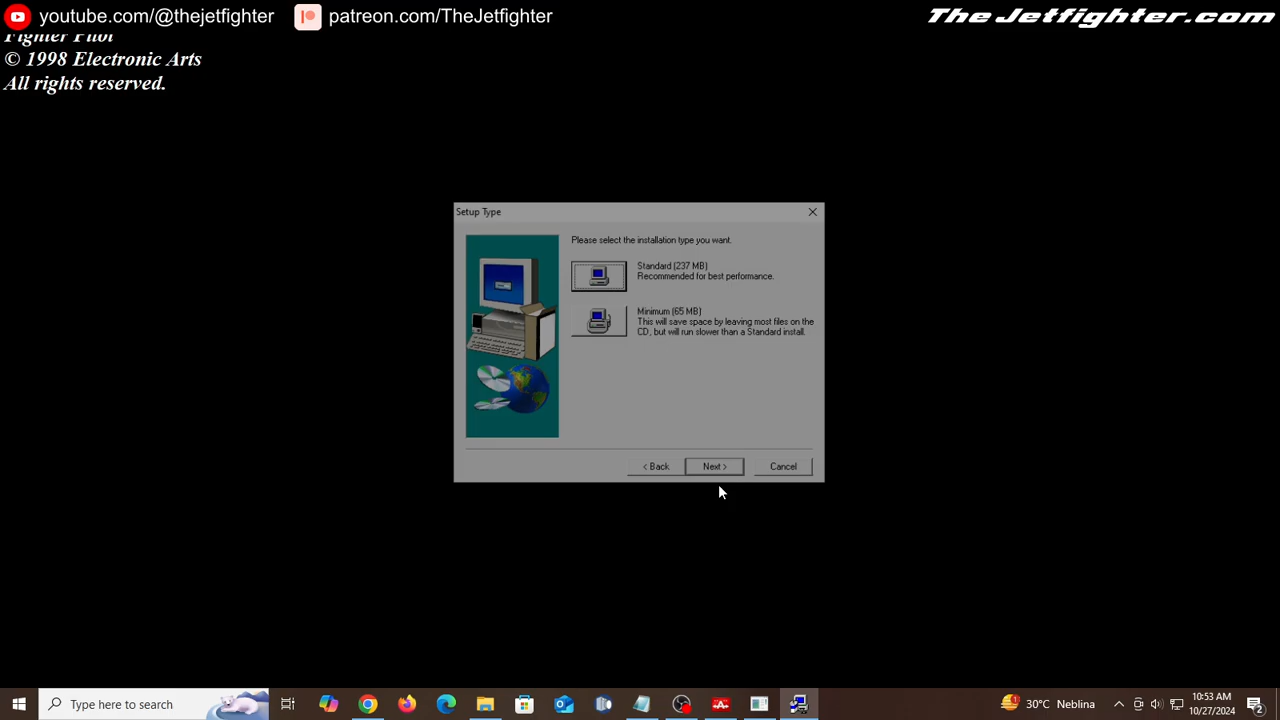 youtube.com/@thejetfighter
patreon.com/TheJetfighter
TheJetfighter.com
Fighter Pilot
© 1998 Electronic Arts
All rights reserved.
Setup Type
Please select the installation type you want.
Standard (237 MB)
Recommended for best performance.
Minimum (65 MB)
This will save space by leaving most files on the
CD, but will run slower than a Standard install.
< Back
Next >
Cancel
Type here to search
30°C Neblina
10:53 AM
10/27/2024
2